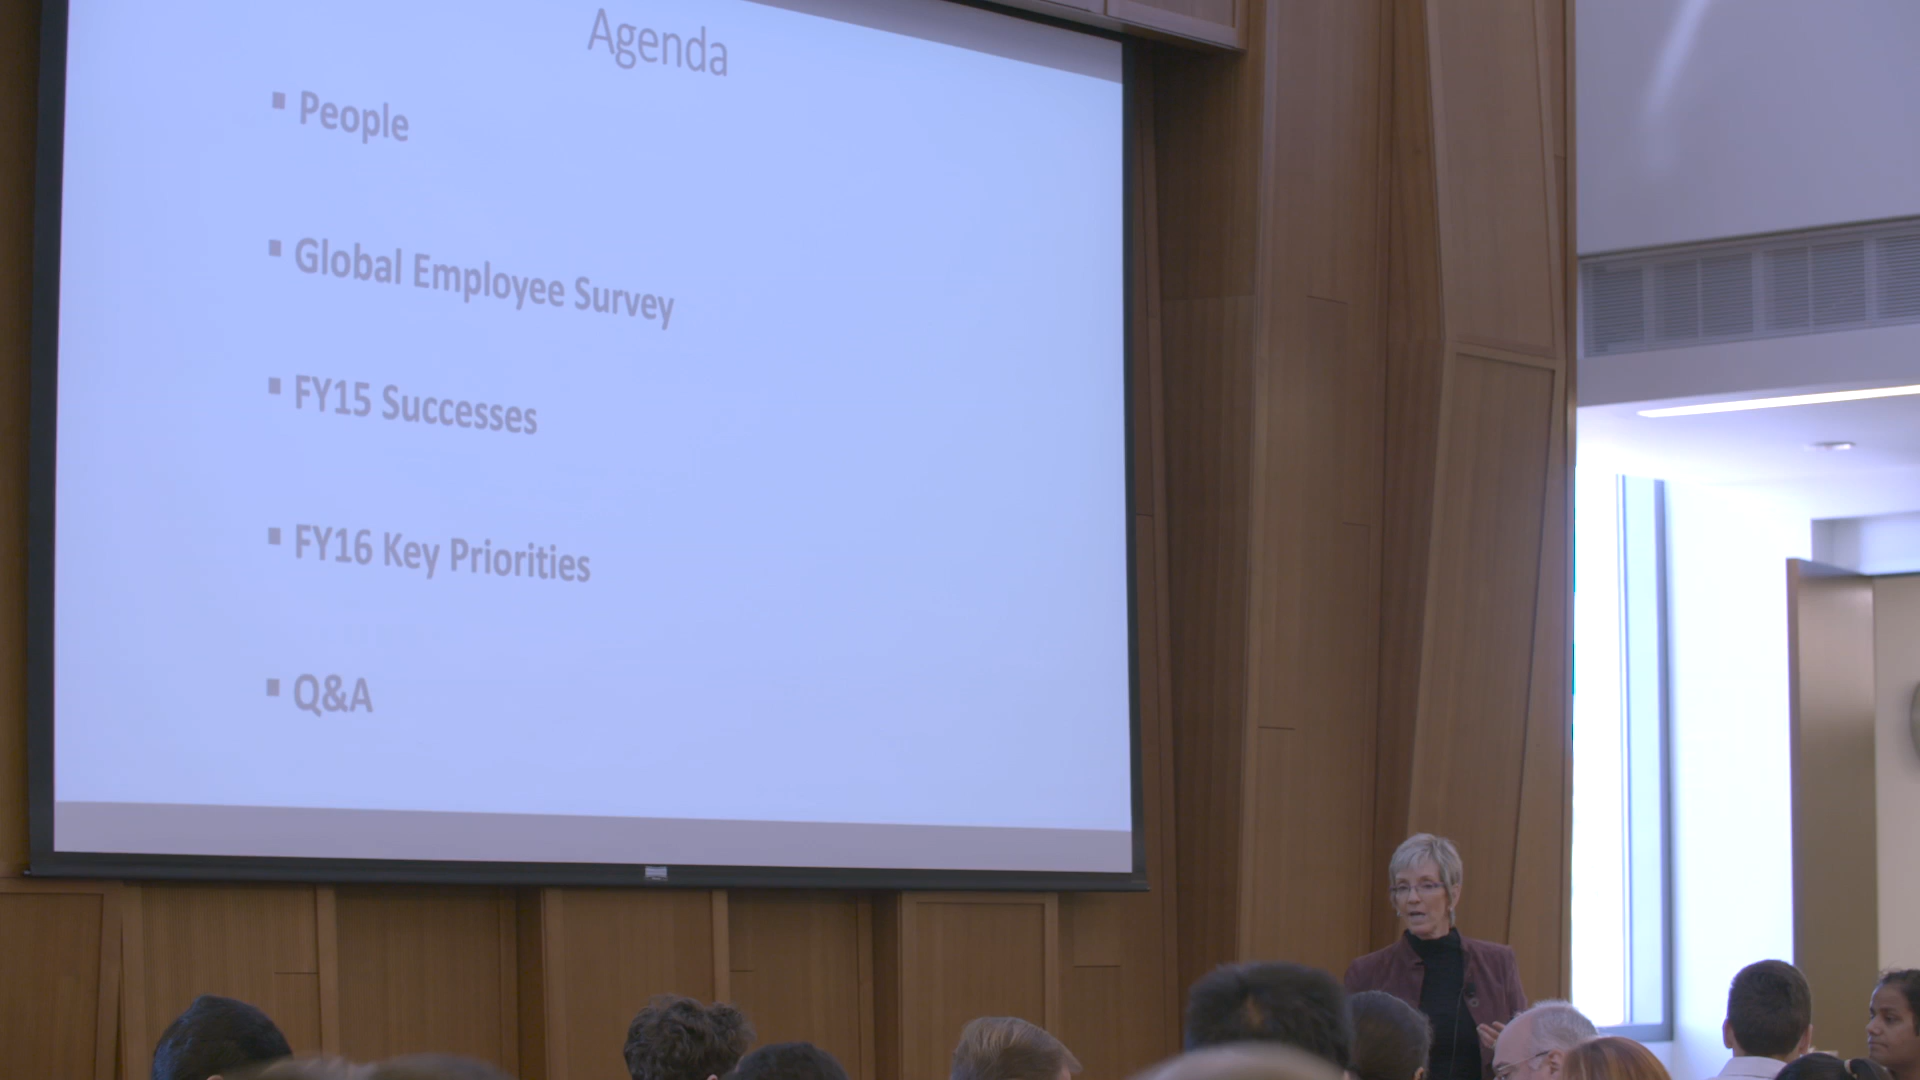 Agenda
▪ People
▪ Global Employee Survey
▪ FY15 Successes
▪ FY16 Key Priorities
▪ Q&A